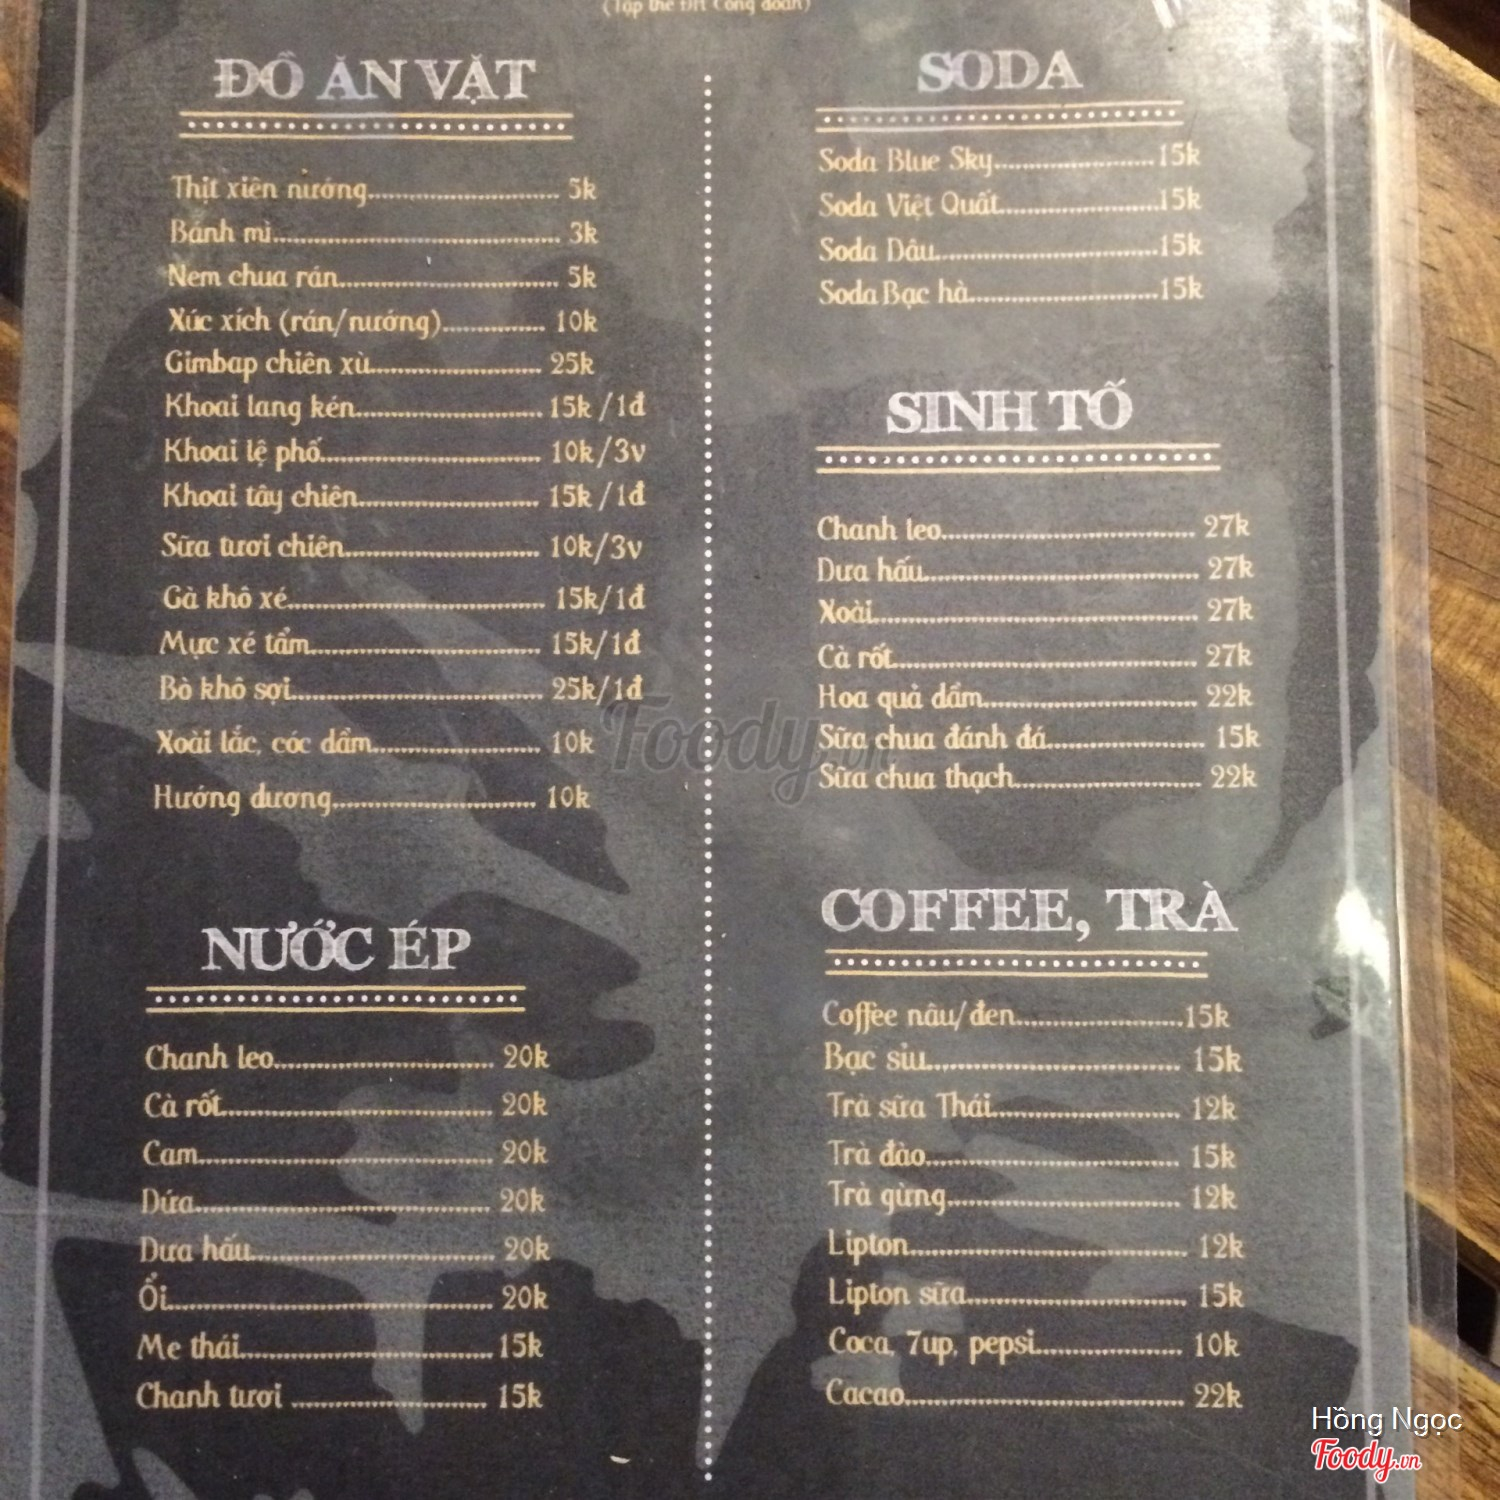 (Tập thể ĐH Công đoàn)
ĐỒ ĂN VẶT
Thịt xiên nướng 5k
Bánh mì 3k
Nem chua rán 5k
Xúc xích (rán/nướng) 10k
Gimbap chiên xù 25k
Khoai lang kén 15k /1đ
Khoai lệ phố 10k/3v
Khoai tây chiên 15k /1đ
Sữa tươi chiên 10k/3v
Gà khô xé 15k/1đ
Mực xé tẩm 15k/1đ
Bò khô sợi 25k/1đ
Xoài lắc, cóc dầm 10k
Hướng dương 10k
NƯỚC ÉP
Chanh leo 20k
Cà rốt 20k
Cam 20k
Dứa 20k
Dưa hấu 20k
Ổi 20k
Me thái 15k
Chanh tươi 15k
SODA
Soda Blue Sky 15k
Soda Việt Quất 15k
Soda Dâu 15k
Soda Bạc hà 15k
SINH TỐ
Chanh leo 27k
Dưa hấu 27k
Xoài 27k
Cà rốt 27k
Hoa quả dầm 22k
Sữa chua đánh đá 15k
Sữa chua thạch 22k
COFFEE, TRÀ
Coffee nâu/đen 15k
Bạc sỉu 15k
Trà sữa Thái 12k
Trà đào 15k
Trà gừng 12k
Lipton 12k
Lipton sữa 15k
Coca, 7up, pepsi 10k
Cacao 22k
Foody.vn
Hồng Ngọc
Foody.vn